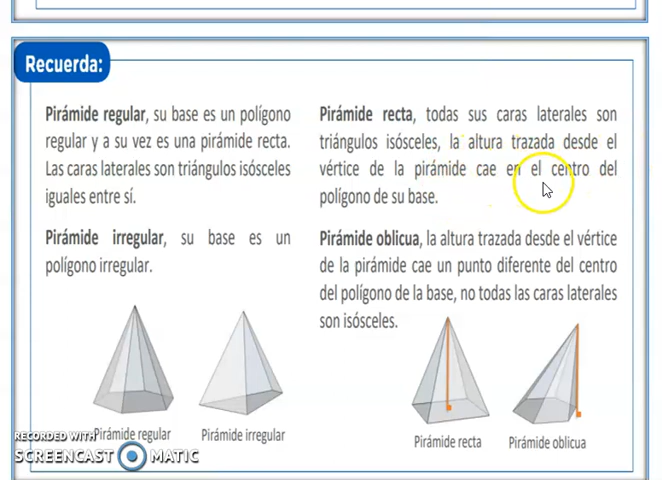 Recuerda:
Pirámide regular, su base es un polígono
regular y a su vez es una pirámide recta.
Las caras laterales son triángulos isósceles
iguales entre sí.
Pirámide irregular, su base es un
polígono irregular.
Pirámide recta, todas sus caras laterales son
triángulos isósceles, la altura trazada desde el
vértice de la pirámide cae en el centro del
polígono de su base.
Pirámide oblicua, la altura trazada desde el vértice
de la pirámide cae un punto diferente del centro
del polígono de la base, no todas las caras laterales
son isósceles.
Pirámide regular
Pirámide irregular
Pirámide recta
Pirámide oblicua
RECORDED WITH
SCREENCAST MATIC